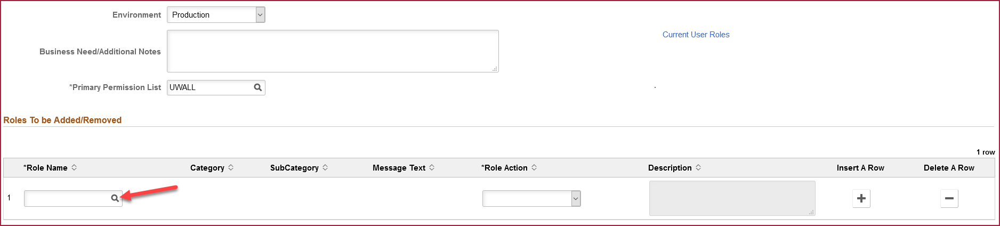 Environment Production
Current User Roles
Business Need/Additional Notes
*Primary Permission List UWALL
.
Roles To be Added/Removed
1 row
*Role Name Category SubCategory Message Text *Role Action Description Insert A Row Delete A Row
1